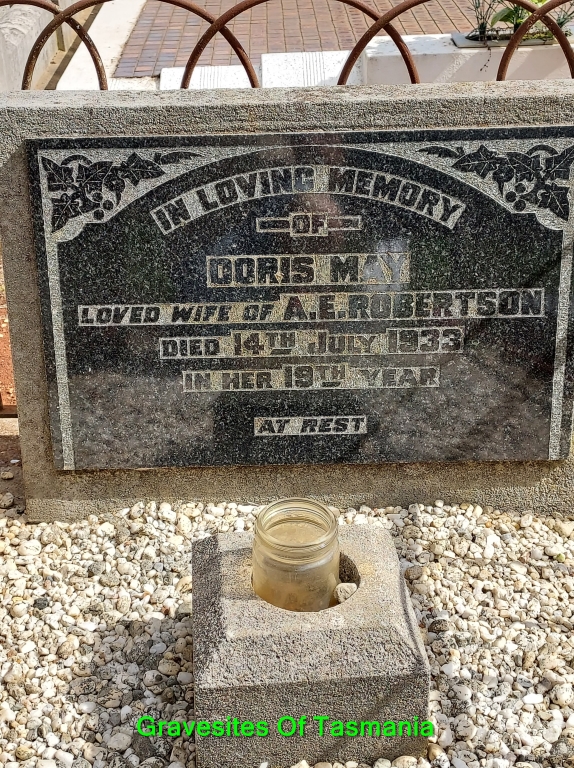 IN LOVING MEMORY
OF
DORIS MAY
LOVED WIFE OF A.E.ROBERTSON
DIED 14TH JULY 1933
IN HER 19TH YEAR
AT REST
Gravesites Of Tasmania